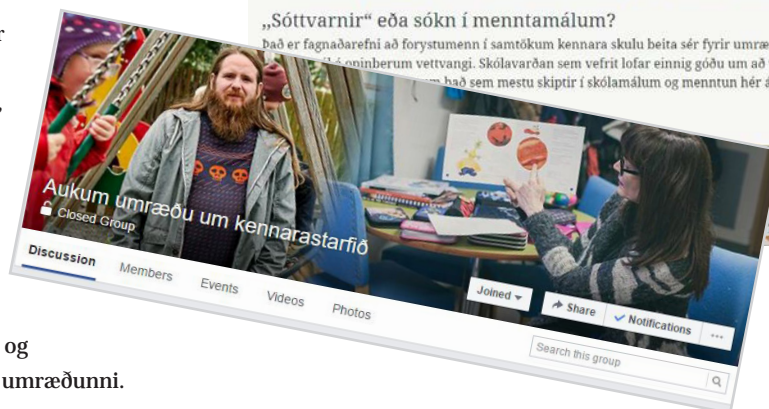 „Sóttvarnir“ eða sókn í menntamálum?
Það er fagnaðarefni að forystumenn í samtökum kennara skulu beita sér fyrir umræ
opinberum vettvangi. Skólavarðan sem vefrit lofar einnig góðu um að
það sem mestu skiptir í skólamálum og menntun hér á
Aukum umræðu um kennarastarfið
Closed Group
Discussion Members Events Videos Photos
Joined Share Notifications ...
Search this group
og
umræðunni.